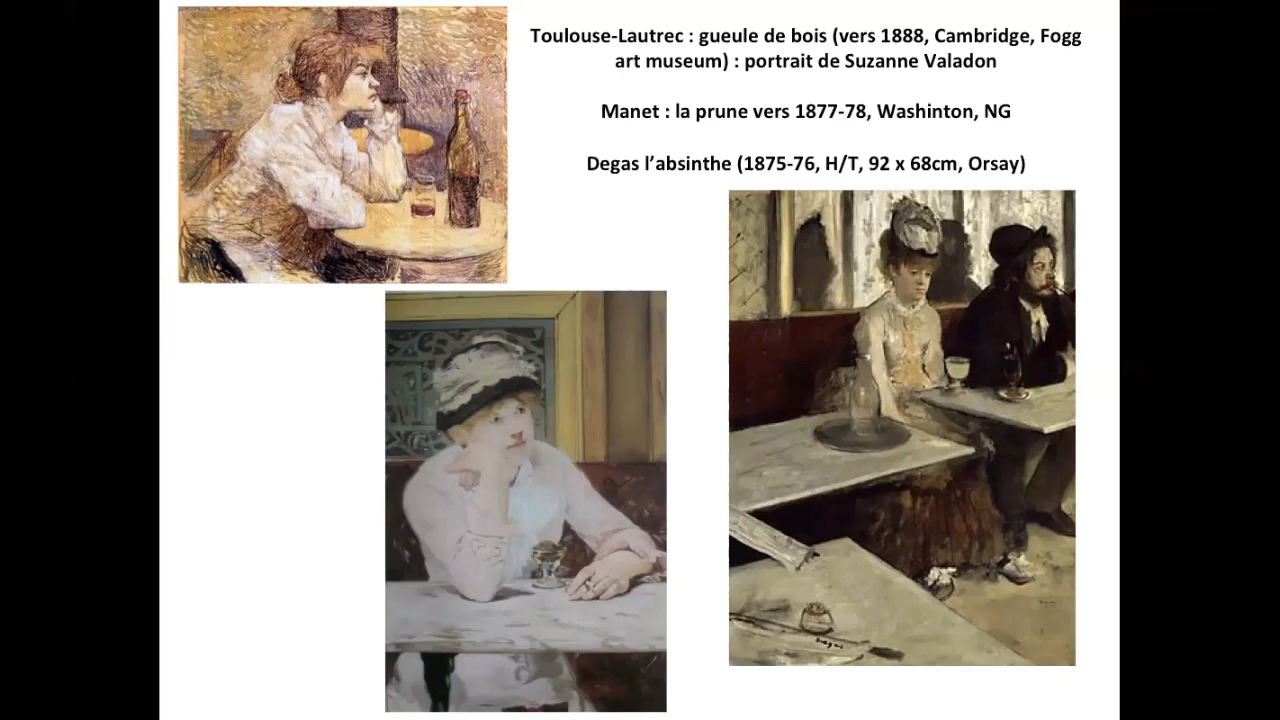 Toulouse-Lautrec : gueule de bois (vers 1888, Cambridge, Fogg
art museum) : portrait de Suzanne Valadon
Manet : la prune vers 1877-78, Washinton, NG
Degas l’absinthe (1875-76, H/T, 92 x 68cm, Orsay)